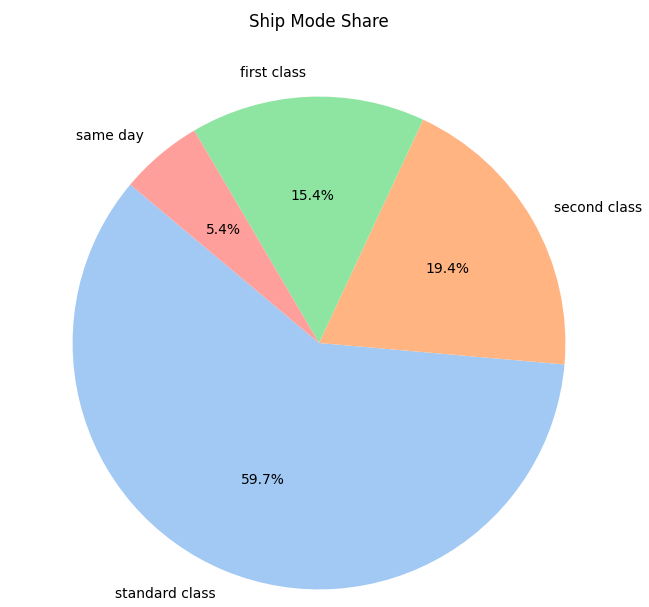 Ship Mode Share
first class
same day
15.4%
second class
5.4%
19.4%
59.7%
standard class